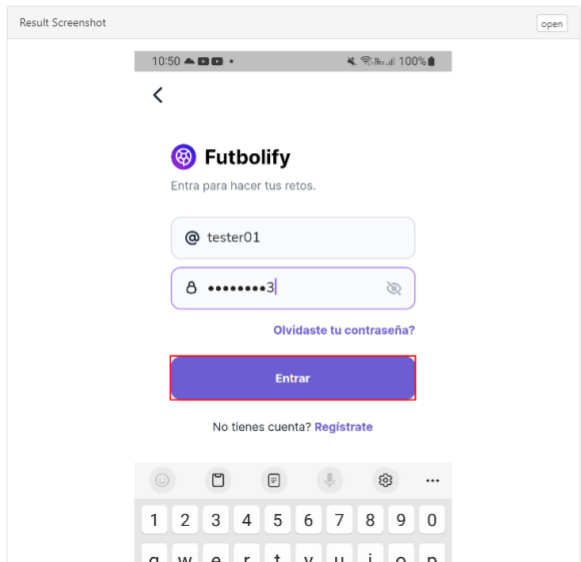 Result Screenshot
open
10:50
100%
Futbolify
Entra para hacer tus retos.
@ tester01
••••••••3
Olvidaste tu contraseña?
Entrar
No tienes cuenta? Regístrate
1 2 3 4 5 6 7 8 9 0
q w e r t y u i o p